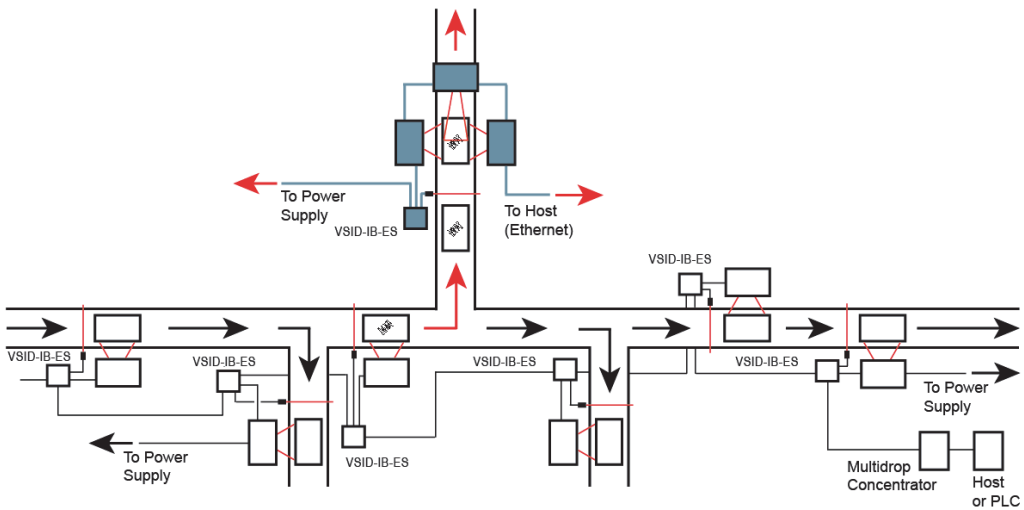 To Power
Supply
VSID-IB-ES
To Host
(Ethernet)
VSID-IB-ES
VSID-IB-ES
VSID-IB-ES
VSID-IB-ES
VSID-IB-ES
To Power
Supply
To Power
Supply
VSID-IB-ES
Multidrop
Concentrator
Host
or PLC